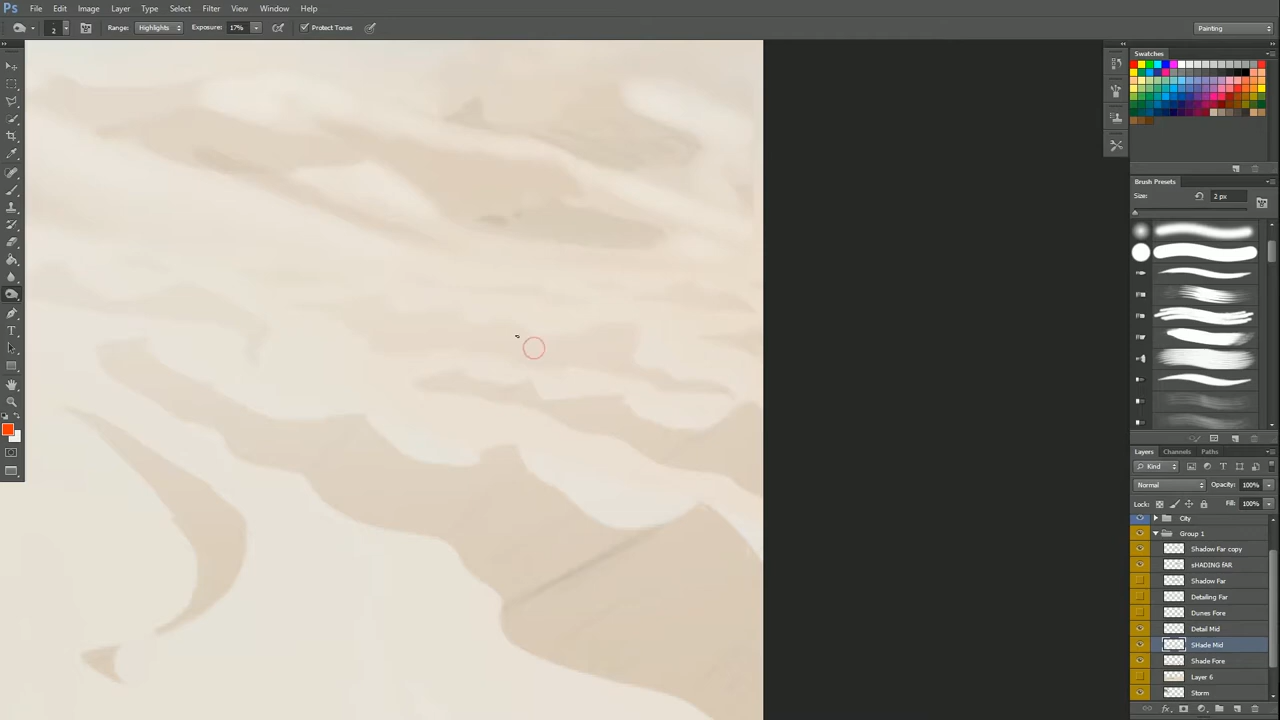 Ps File Edit Image Layer Type Select Filter View Window Help
2 Range: Highlights Exposure: 17% Protect Tones Painting
Swatches
Brush Presets
Size: 2 px
Layers Channels Paths
Kind
Normal Opacity: 100%
Lock: Fill: 100%
City
Group 1
Shadow Far copy
sHADING fAR
Shadow Far
Detailing Far
Dunes Fore
Detail Mid
SHade Mid
Shade Fore
Layer 6
Storm
fx